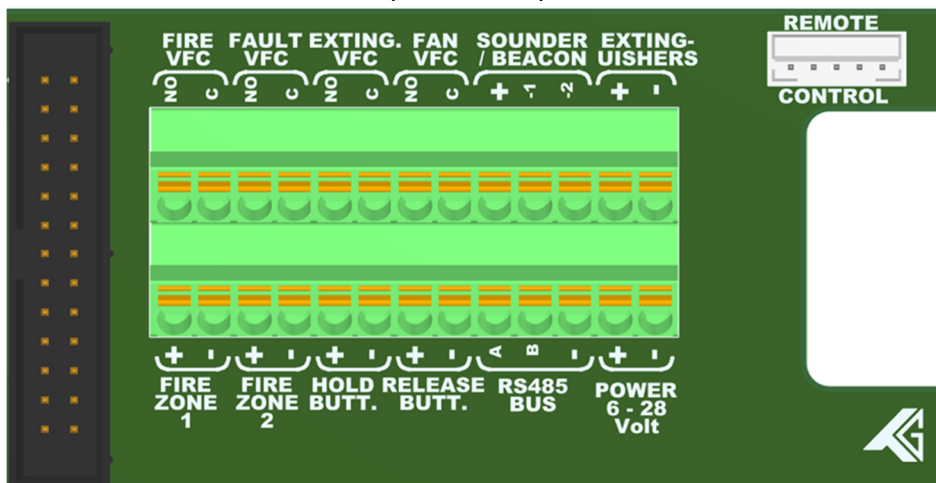 REMOTE
FIRE FAULT EXTING. FAN SOUNDER EXTING-
VFC VFC VFC VFC / BEACON UISHERS
NO C NO C NO C NO C + -1 -2 + -
CONTROL
+ - + - + - + - A B - + -
FIRE FIRE HOLD RELEASE RS485 POWER
ZONE ZONE BUTT. BUTT. BUS 6 - 28
1 2 Volt